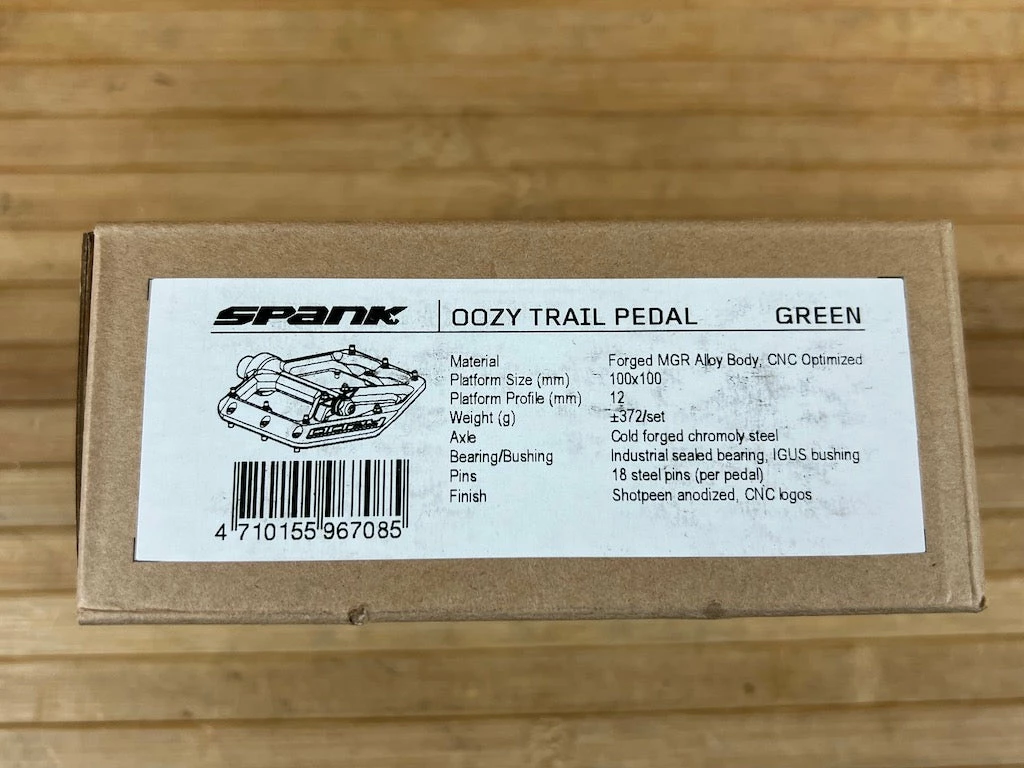 SPANK OOZY TRAIL PEDAL GREEN
Material Forged MGR Alloy Body, CNC Optimized
Platform Size (mm) 100x100
Platform Profile (mm) 12
Weight (g) ±372/set
Axle Cold forged chromoly steel
Bearing/Bushing Industrial sealed bearing, IGUS bushing
Pins 18 steel pins (per pedal)
Finish Shotpeen anodized, CNC logos
SPANK
4 710155 967085